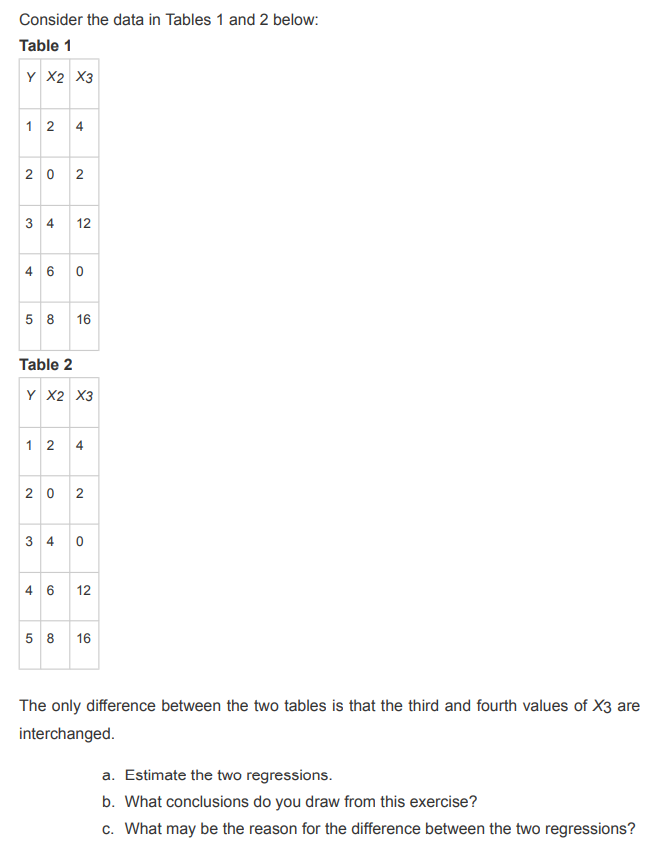 Consider the data in Tables 1 and 2 below:
Table 1
Y X2 X3
1 2 4
2 0 2
3 4 12
4 6 0
5 8 16
Table 2
Y X2 X3
1 2 4
2 0 2
3 4 0
4 6 12
5 8 16
The only difference between the two tables is that the third and fourth values of X3 are
interchanged.
a. Estimate the two regressions.
b. What conclusions do you draw from this exercise?
c. What may be the reason for the difference between the two regressions?